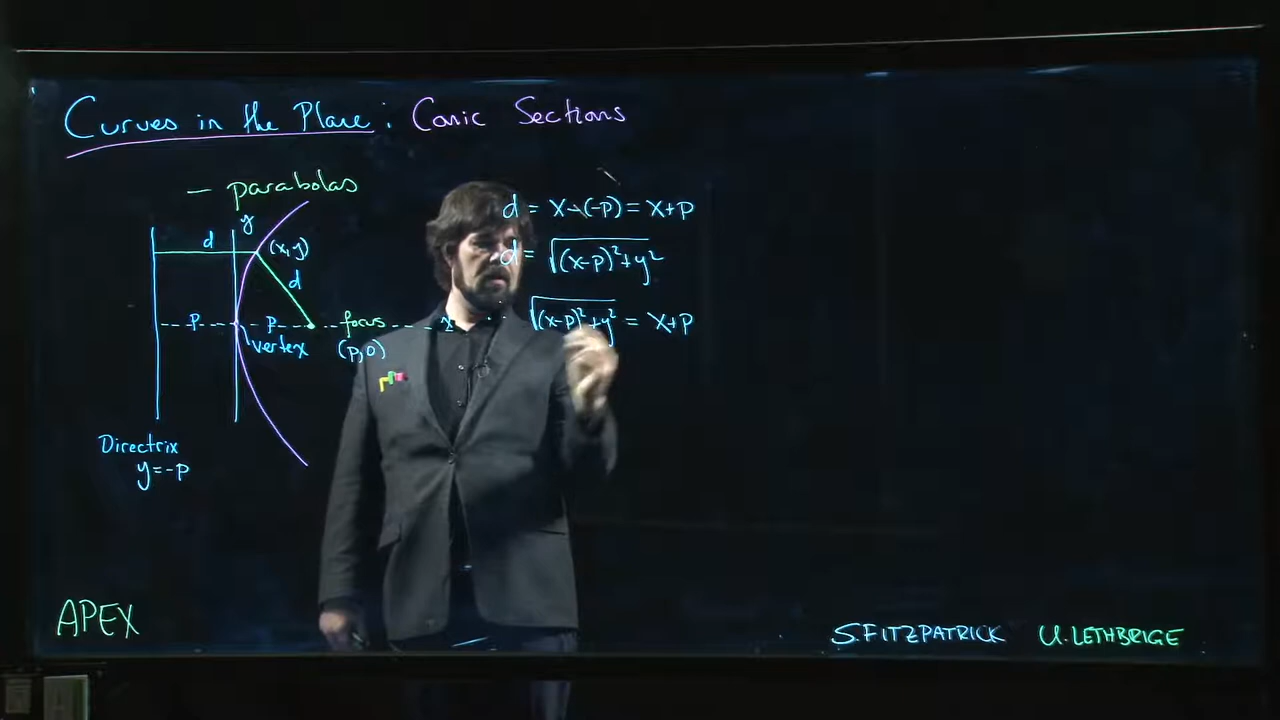 Curves in the Plane: Conic Sections
— parabolas
y
d
(x,y)
d
P
P
focus
x
vertex
(p,0)
Directrix
y=-p
d = x-(-p) = x+p
d = √((x-p)²+y²)
√((x-p)²+y²) = x+p
APEX
S.FITZPATRICK U.LETHBRIGE